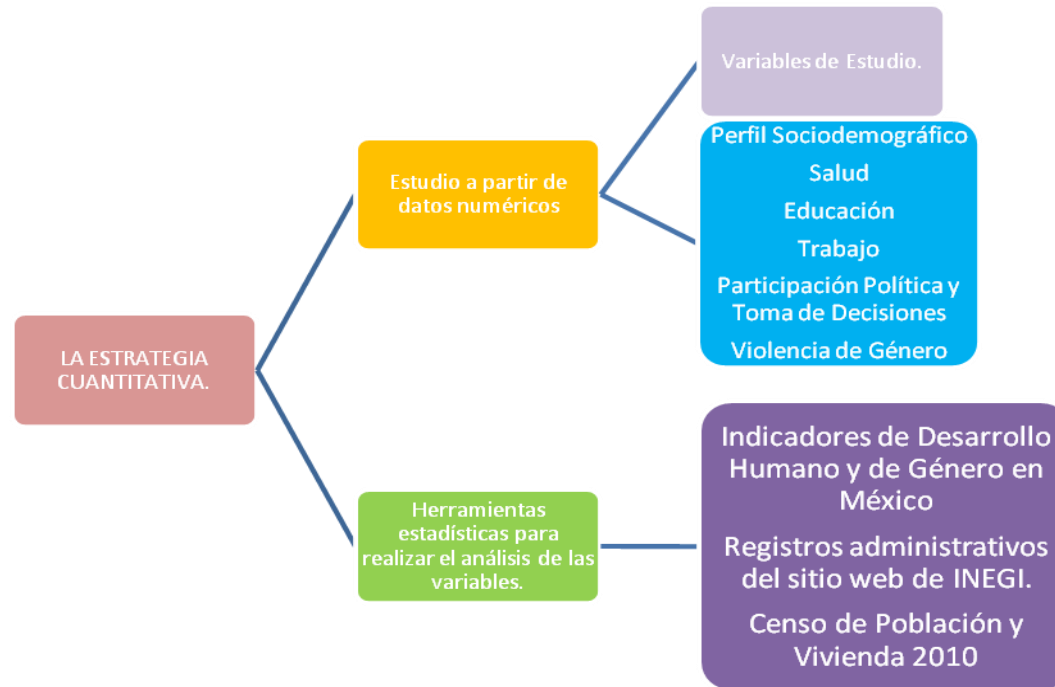 Variables de Estudio.
Perfil Sociodemográfico
Salud
Educación
Trabajo
Participación Política y
Toma de Decisiones
Violencia de Género
Estudio a partir de
datos numéricos
LA ESTRATEGIA
CUANTITATIVA.
Herramientas
estadísticas para
realizar el análisis de las
variables.
Indicadores de Desarrollo
Humano y de Género en
México
Registros administrativos
del sitio web de INEGI.
Censo de Población y
Vivienda 2010